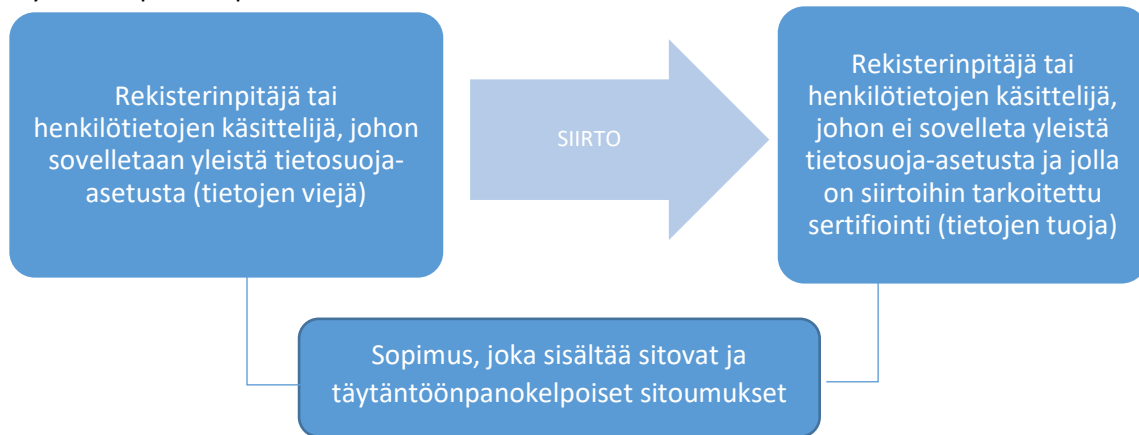 Rekisterinpitäjä tai
henkilötietojen käsittelijä, johon
sovelletaan yleistä tietosuoja-
asetusta (tietojen viejä)
SIIRTO
Rekisterinpitäjä tai
henkilötietojen käsittelijä,
johon ei sovelleta yleistä
tietosuoja-asetusta ja jolla
on siirtoihin tarkoitettu
sertifiointi (tietojen tuoja)
Sopimus, joka sisältää sitovat ja
täytäntöönpanokelpoiset sitoumukset